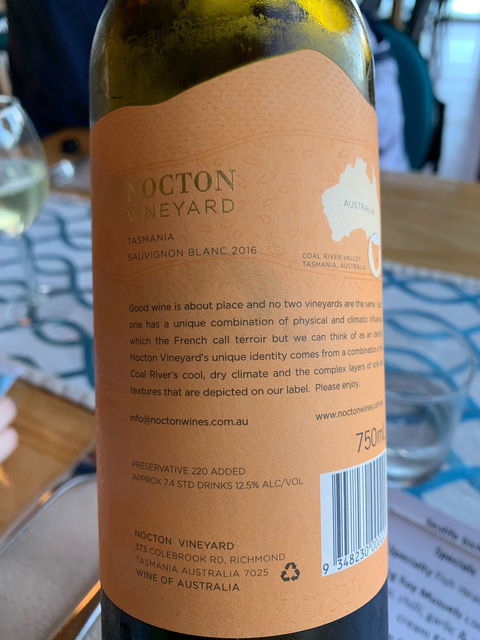 NOCTON
VINEYARD
TASMANIA
SAUVIGNON BLANC 2016
AUSTRALIA
COAL RIVER VALLEY
TASMANIA, AUSTRALIA
Good wine is about place and no two vineyards are the same.
one has a unique combination of physical and climatic
which the French call terroir but we can think of as an
Nocton Vineyard's unique identity comes from a combination of
Coal River's cool, dry climate and the complex layers of
textures that are depicted on our label. Please enjoy.
info@noctonwines.com.au
www.noctonwines.com
750mL
PRESERVATIVE 220 ADDED
APPROX 7.4 STD DRINKS 12.5% ALC/VOL
NOCTON VINEYARD
373 COLEBROOK RD, RICHMOND
TASMANIA AUSTRALIA 7025
WINE OF AUSTRALIA
9 348230
Specials